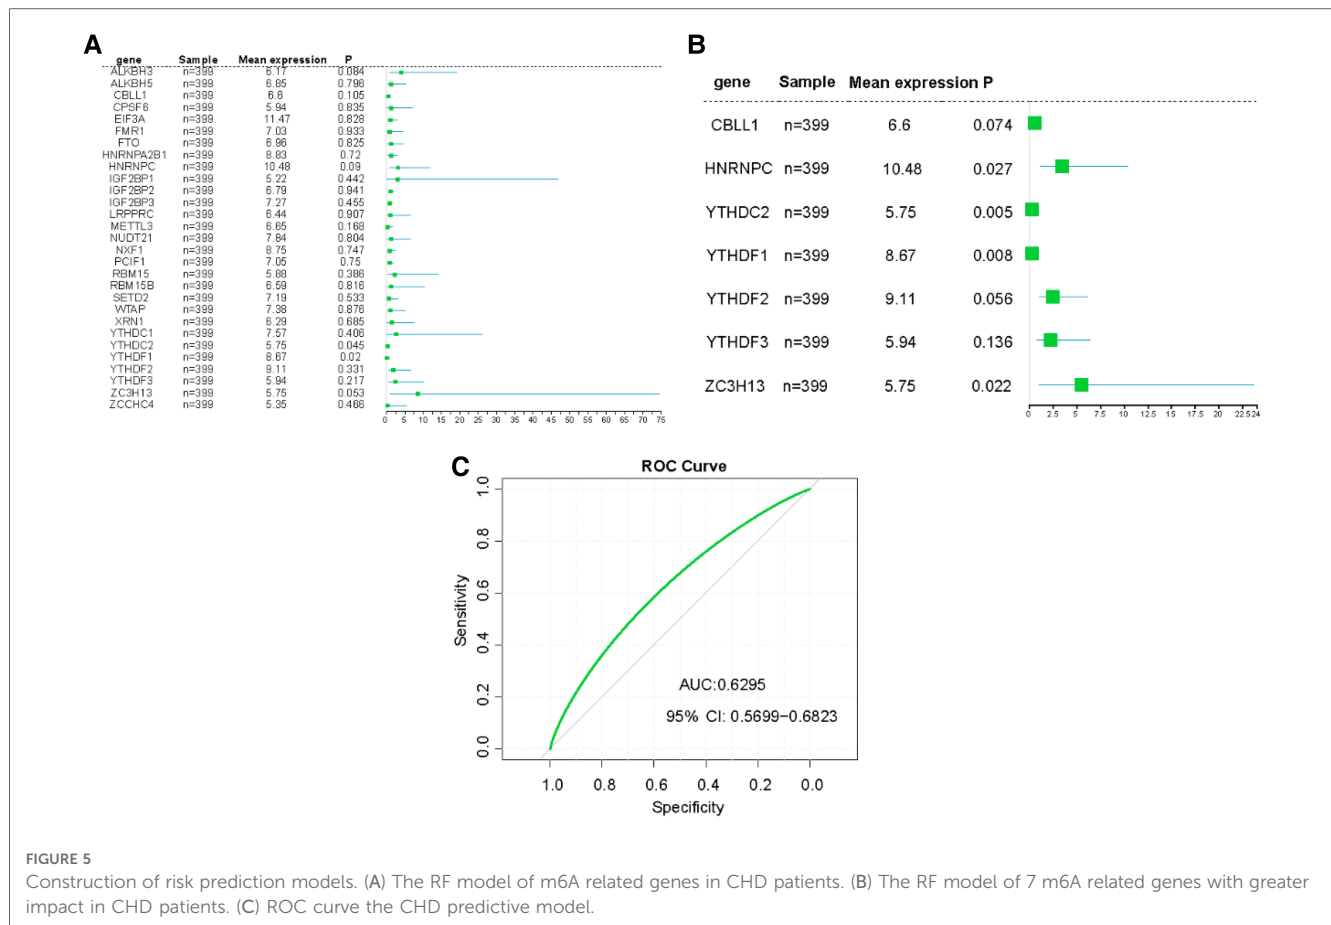 A
gene Sample Mean expression P
ALKBH3 n=399 6.17 0.084
ALKBH5 n=399 6.85 0.796
CBLL1 n=399 6.6 0.105
CPSF6 n=399 5.94 0.835
EIF3A n=399 11.47 0.828
FMR1 n=399 7.03 0.933
FTO n=399 6.96 0.825
HNRNPA2B1 n=399 8.83 0.72
HNRNPC n=399 10.48 0.09
IGF2BP1 n=399 5.22 0.442
IGF2BP2 n=399 6.79 0.941
IGF2BP3 n=399 7.27 0.455
LRPPRC n=399 6.44 0.907
METTL3 n=399 6.65 0.168
NUDT21 n=399 7.84 0.804
NXF1 n=399 8.75 0.747
PCIF1 n=399 7.05 0.75
RBM15 n=399 5.88 0.386
RBM15B n=399 6.59 0.816
SETD2 n=399 7.19 0.533
WTAP n=399 7.38 0.876
XRN1 n=399 6.29 0.685
YTHDC1 n=399 7.57 0.406
YTHDC2 n=399 5.75 0.045
YTHDF1 n=399 8.67 0.02
YTHDF2 n=399 9.11 0.331
YTHDF3 n=399 5.94 0.217
ZC3H13 n=399 5.75 0.053
ZCCHC4 n=399 5.35 0.466
0 5 10 15 20 25 30 35 40 45 50 55 60 65 70 75
B
gene Sample Mean expression P
CBLL1 n=399 6.6 0.074
HNRNPC n=399 10.48 0.027
YTHDC2 n=399 5.75 0.005
YTHDF1 n=399 8.67 0.008
YTHDF2 n=399 9.11 0.056
YTHDF3 n=399 5.94 0.136
ZC3H13 n=399 5.75 0.022
0 2.5 5 7.5 10 12.5 15 17.5 20 22.5 24
C
ROC Curve
Sensitivity
1.0
0.8
0.6
0.4
0.2
0.0
AUC:0.6295
95% CI: 0.5699−0.6823
1.0 0.8 0.6 0.4 0.2 0.0
Specificity
FIGURE 5
Construction of risk prediction models. (A) The RF model of m6A related genes in CHD patients. (B) The RF model of 7 m6A related genes with greater
impact in CHD patients. (C) ROC curve the CHD predictive model.